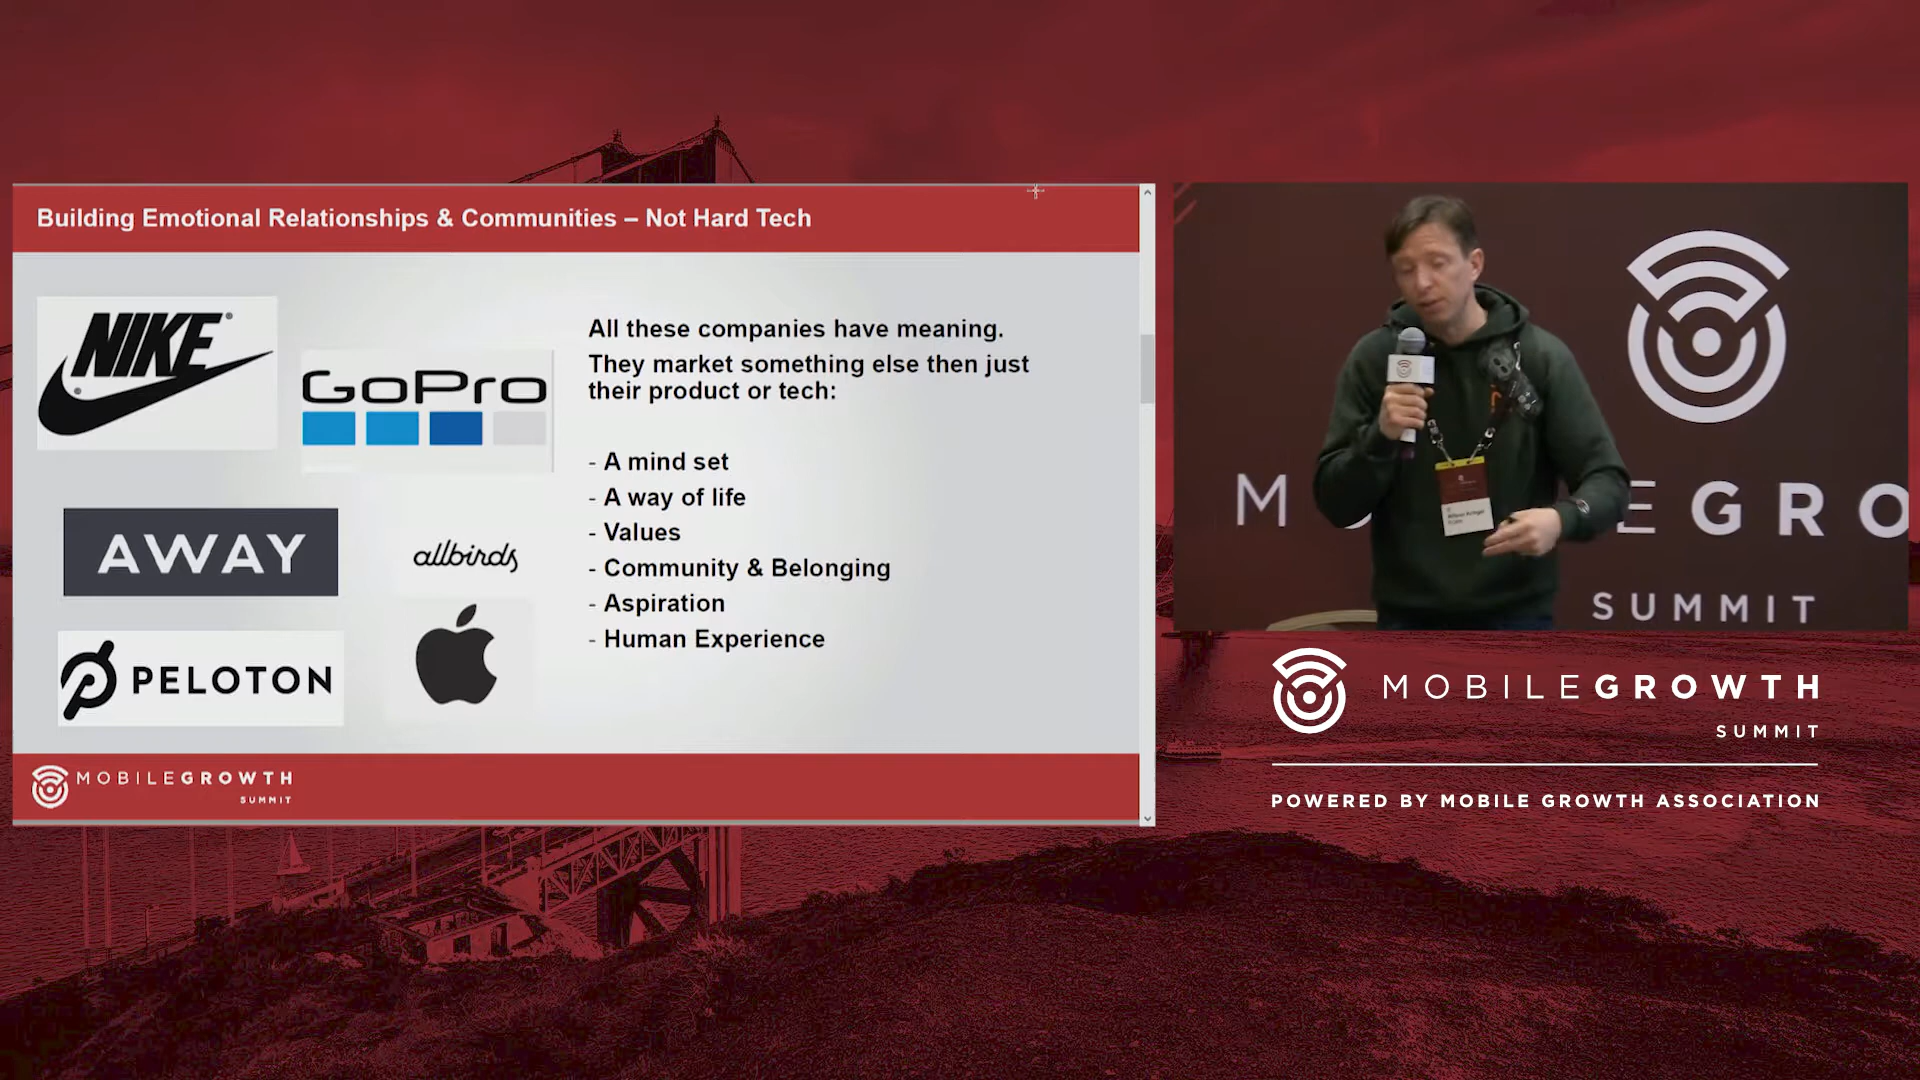 Building Emotional Relationships & Communities – Not Hard Tech
NIKE
GoPro
AWAY
allbirds
PELOTON
All these companies have meaning.
They market something else then just
their product or tech:
- A mind set
- A way of life
- Values
- Community & Belonging
- Aspiration
- Human Experience
MOBILEGROWTH
SUMMIT
M
EGRO
SUMMIT
MOBILEGROWTH
SUMMIT
POWERED BY MOBILE GROWTH ASSOCIATION